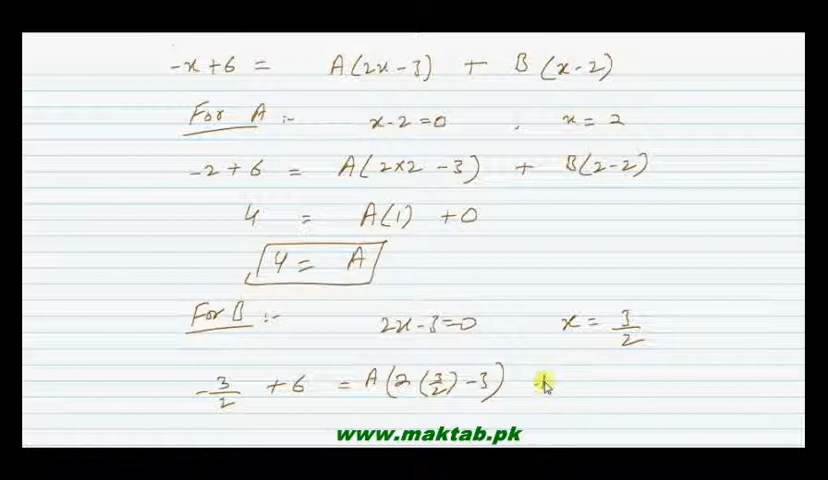 -x+6 = A(2x-3) + B(x-2)
For A :- x-2=0 , x=2
-2+6 = A(2×2-3) + B(2-2)
4 = A(1) +0
4 = A
For B :- 2x-3=0 x = 3/2
-3/2 +6 = A(2(3/2)-3) +
www.maktab.pk